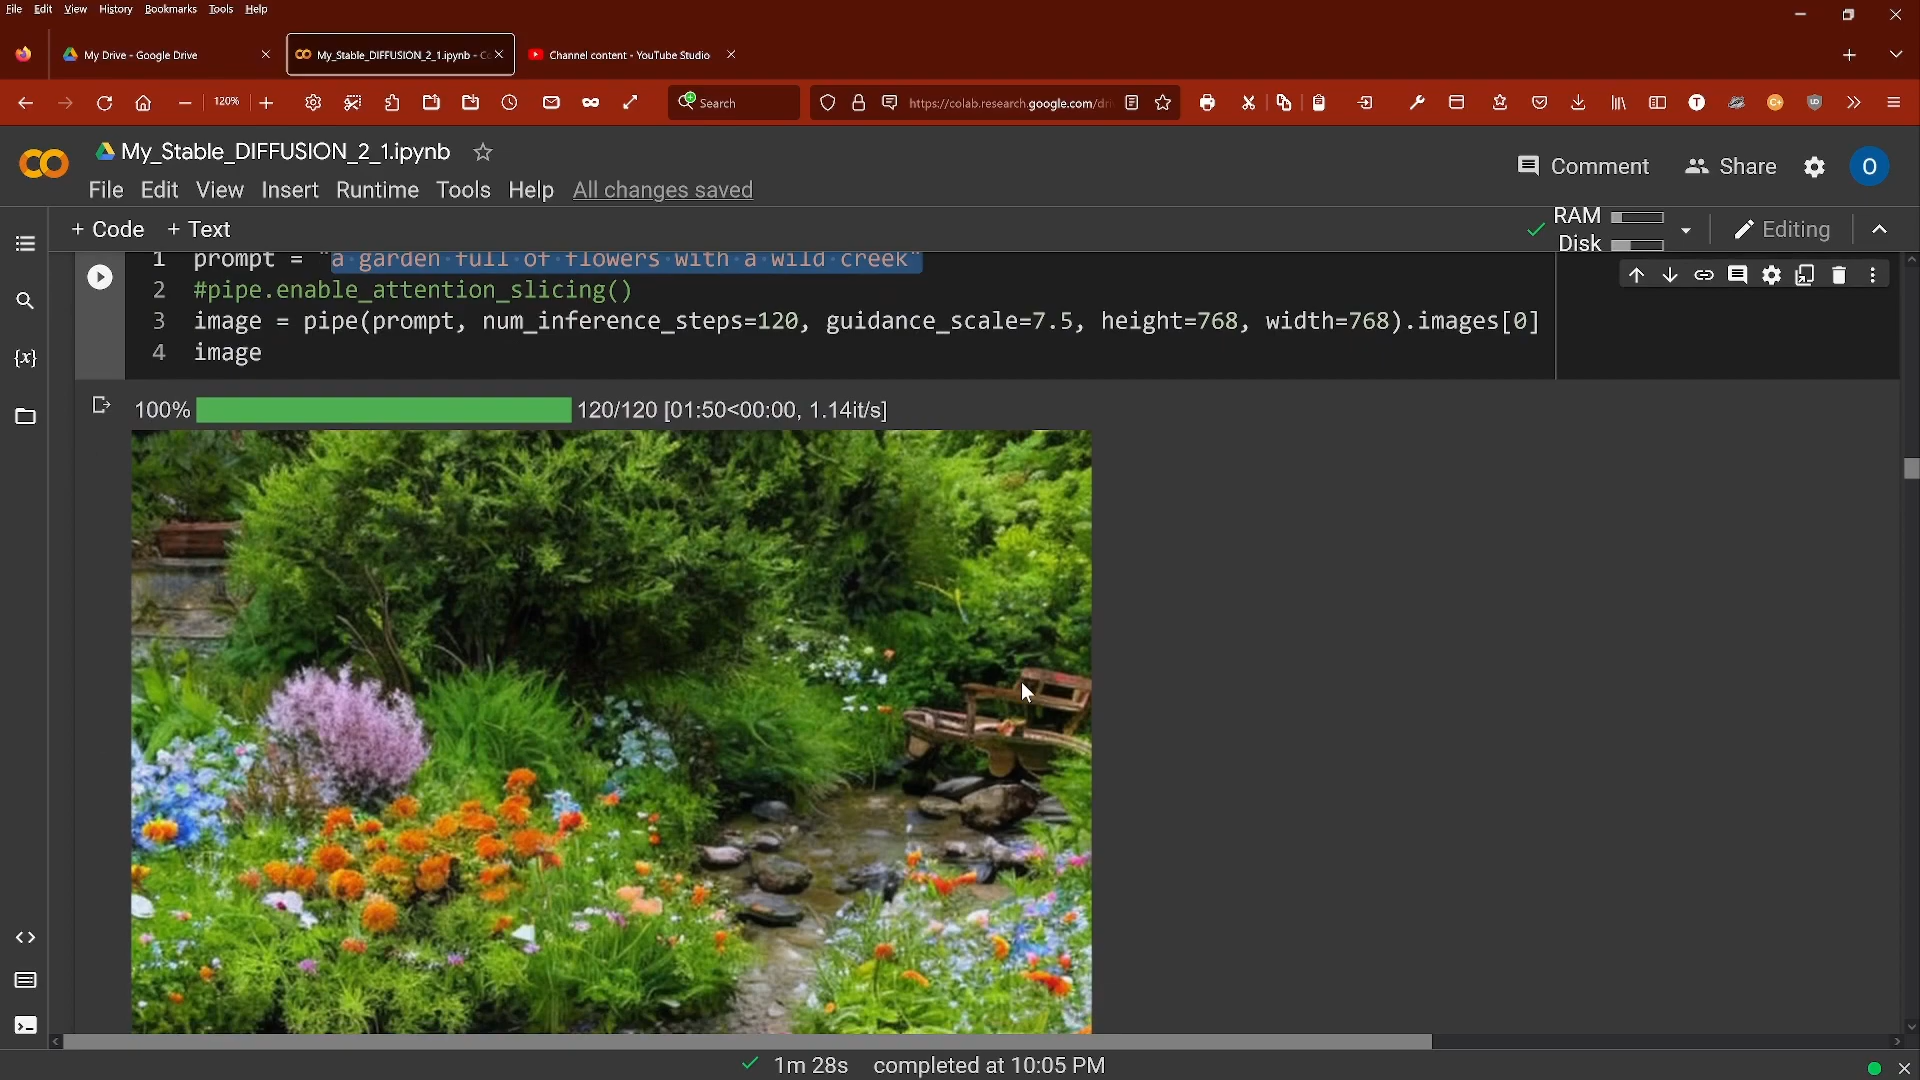 File Edit View History Bookmarks Tools Help
My Drive - Google Drive
My_Stable_DIFFUSION_2_1.ipynb - Co
Channel content - YouTube Studio
120%
Search
https://colab.research.google.com/dri
My_Stable_DIFFUSION_2_1.ipynb
Comment
Share
O
File Edit View Insert Runtime Tools Help All changes saved
+ Code + Text
RAM
Disk
Editing
1 prompt = "a garden full of flowers with a wild creek"
2 #pipe.enable_attention_slicing()
3 image = pipe(prompt, num_inference_steps=120, guidance_scale=7.5, height=768, width=768).images[0]
4 image
{x}
100% 120/120 [01:50<00:00, 1.14it/s]
1m 28s completed at 10:05 PM